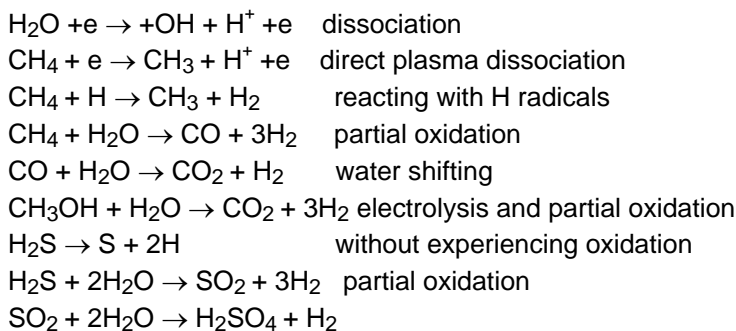 H₂O +e → +OH + H⁺ +e dissociation
CH₄ + e → CH₃ + H⁺ +e direct plasma dissociation
CH₄ + H → CH₃ + H₂ reacting with H radicals
CH₄ + H₂O → CO + 3H₂ partial oxidation
CO + H₂O → CO₂ + H₂ water shifting
CH₃OH + H₂O → CO₂ + 3H₂ electrolysis and partial oxidation
H₂S → S + 2H without experiencing oxidation
H₂S + 2H₂O → SO₂ + 3H₂ partial oxidation
SO₂ + 2H₂O → H₂SO₄ + H₂